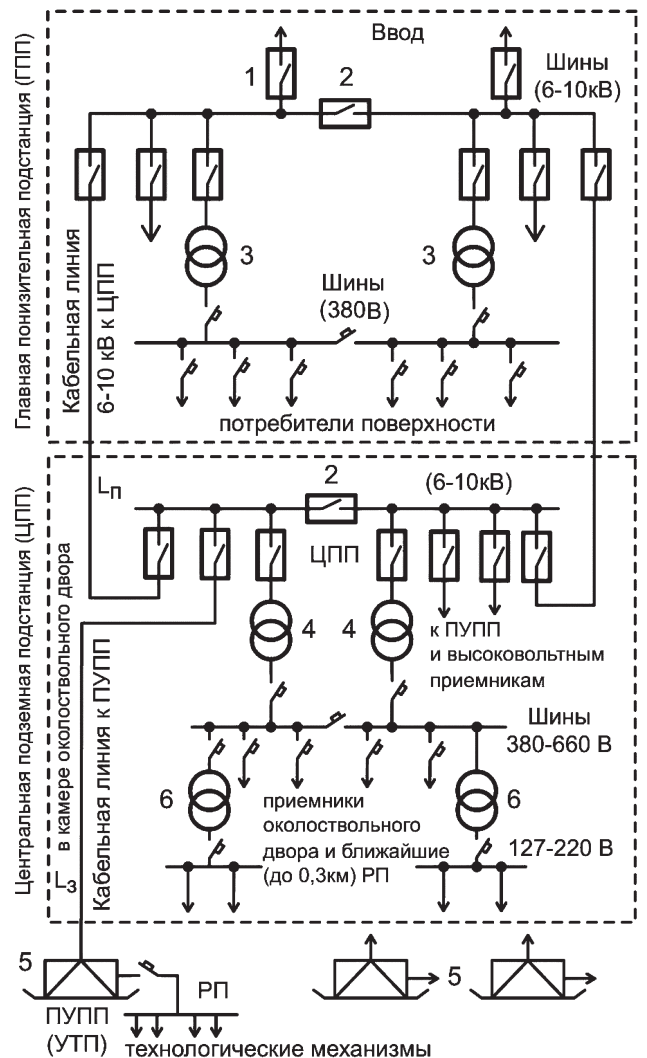 Главная понизительная подстанция (ГПП)
Ввод
1
2
Шины
(6-10кВ)
3
3
Кабельная линия
6-10 кВ к ЦПП
Шины
(380В)
потребители поверхности
Центральная подземная подстанция (ЦПП)
в камере околоствольного двора
Lп
2
(6-10кВ)
ЦПП
4
4
к ПУПП
и высоковольтным
приемникам
Кабельная линия к ПУПП
Шины
380-660 В
6
6
приемники
околоствольного
двора и ближайшие
(до 0,3км) РП
127-220 В
Lз
5
РП
5
ПУПП
(УТП)
технологические механизмы